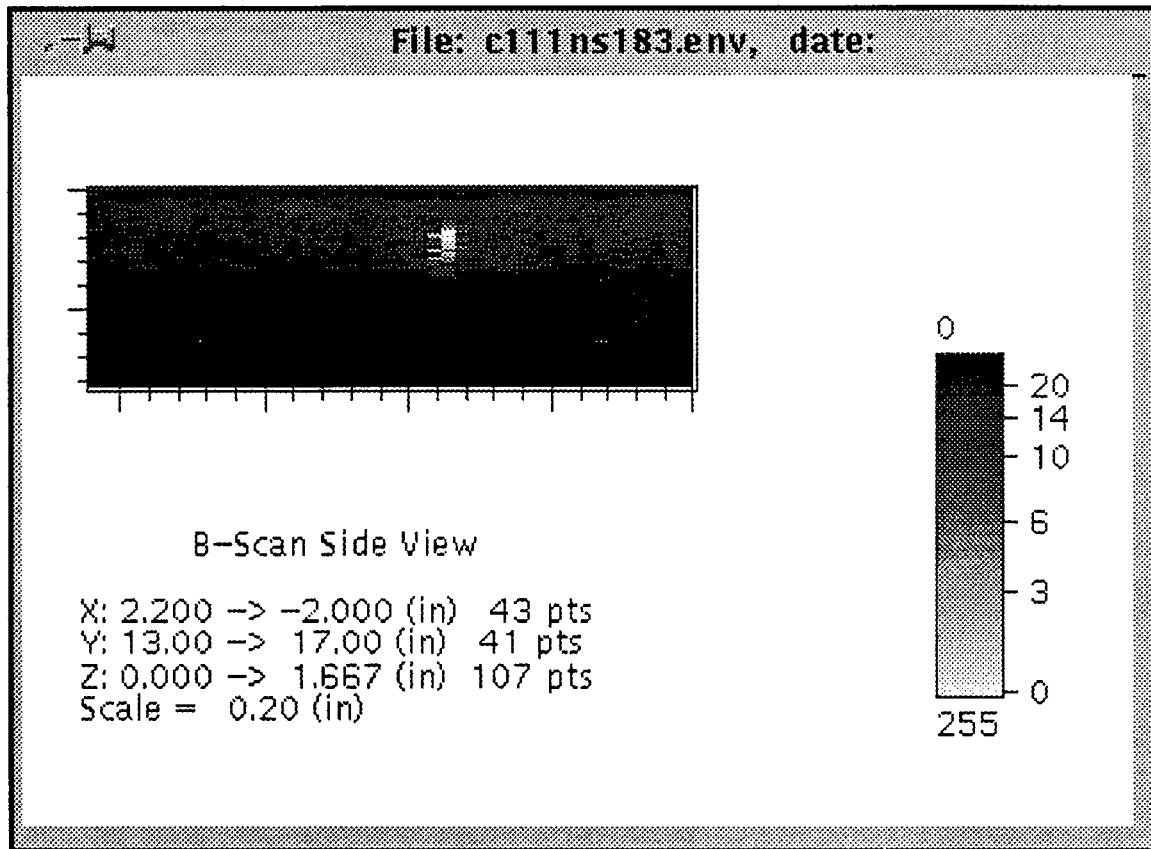 File: c111ns183.env, date:
0
20
14
10
6
3
0
255
B-Scan Side View
X: 2.200 -> -2.000 (in) 43 pts
Y: 13.00 -> 17.00 (in) 41 pts
Z: 0.000 -> 1.667 (in) 107 pts
Scale = 0.20 (in)